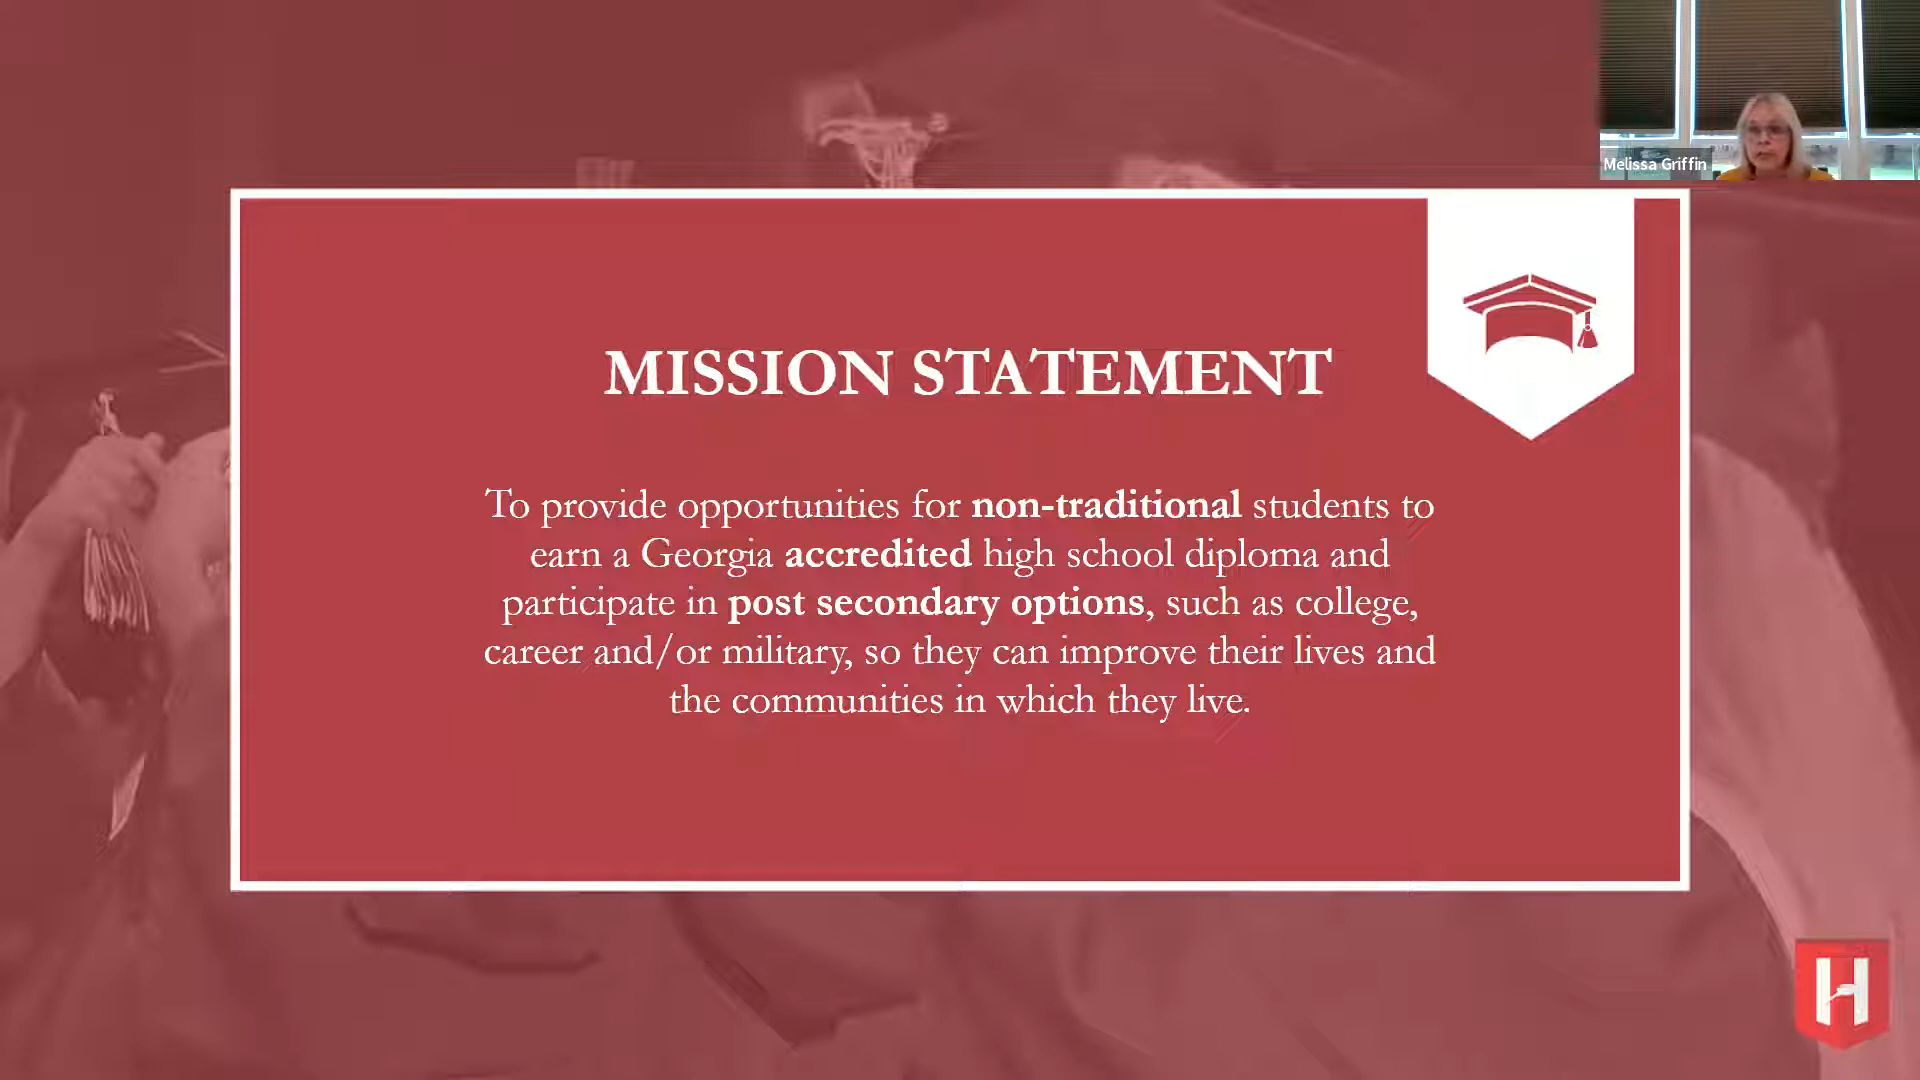 Melissa Griffin
MISSION STATEMENT
To provide opportunities for non-traditional students to
earn a Georgia accredited high school diploma and
participate in post secondary options, such as college,
career and/or military, so they can improve their lives and
the communities in which they live.
H